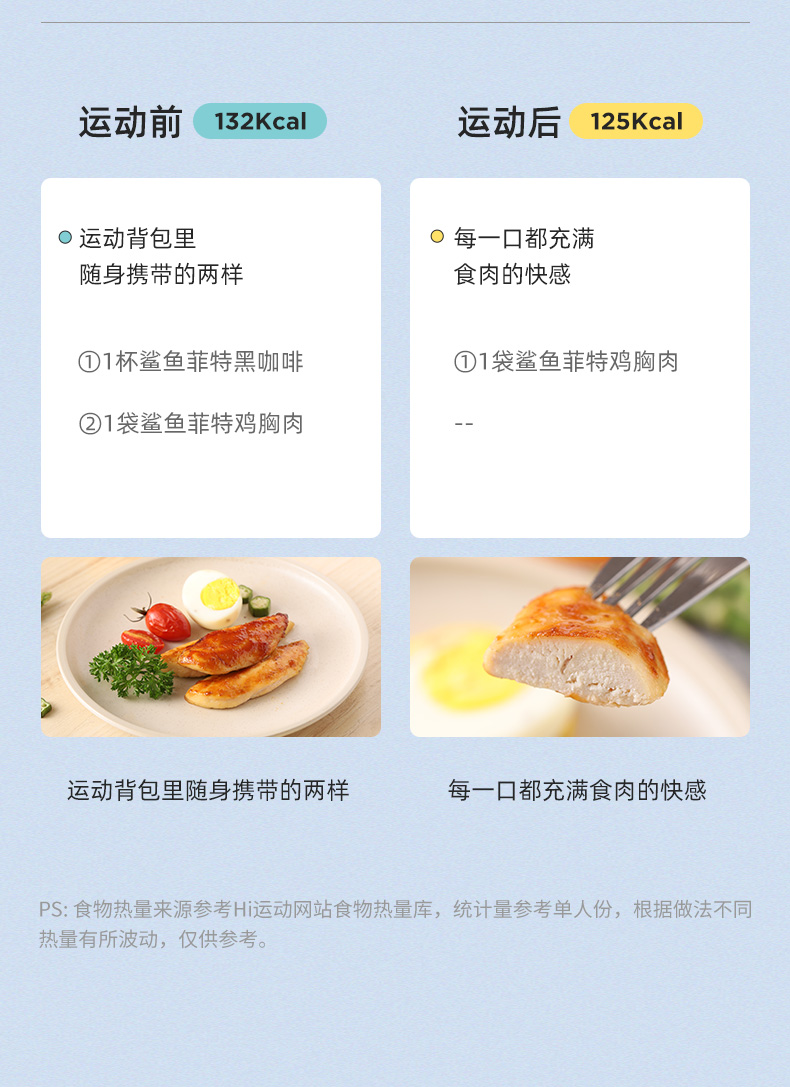 运动前 132Kcal
运动背包里
随身携带的两样
①1杯鲨鱼菲特黑咖啡
②1袋鲨鱼菲特鸡胸肉
运动后 125Kcal
每一口都充满
食肉的快感
①1袋鲨鱼菲特鸡胸肉
--
运动背包里随身携带的两样
每一口都充满食肉的快感
PS: 食物热量来源参考Hi运动网站食物热量库，统计量参考单人份，根据做法不同
热量有所波动，仅供参考。